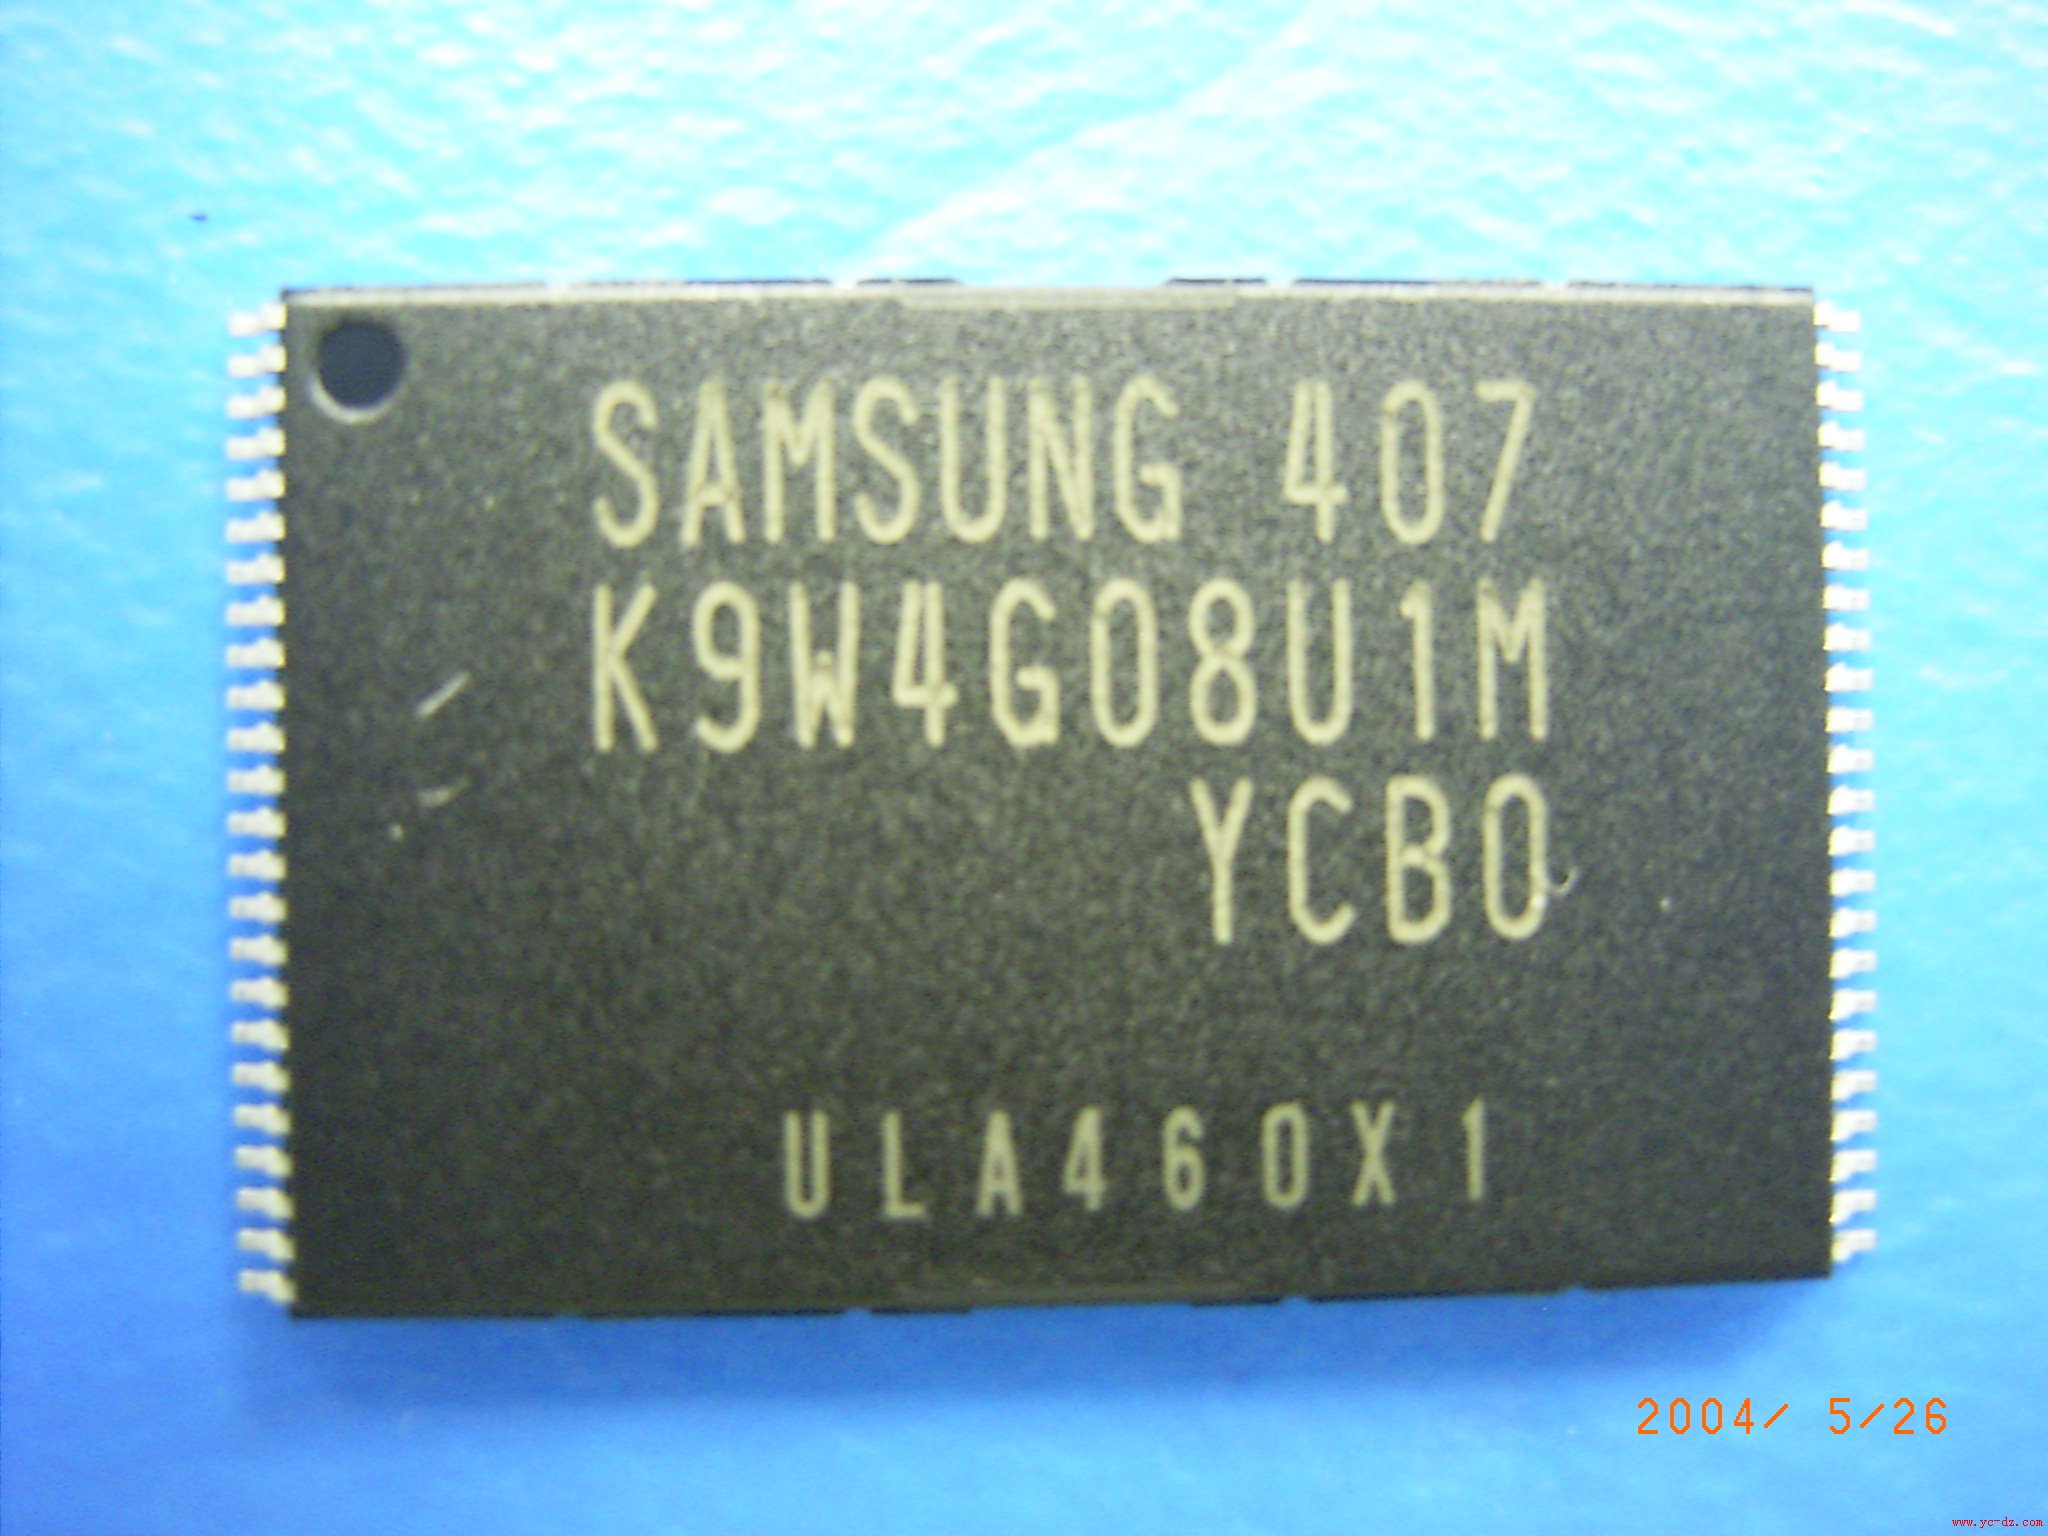 SAMSUNG 407
K9W4G08U1M
YCB0
ULA460X1
2004/ 5/26
www.yc-dz.com